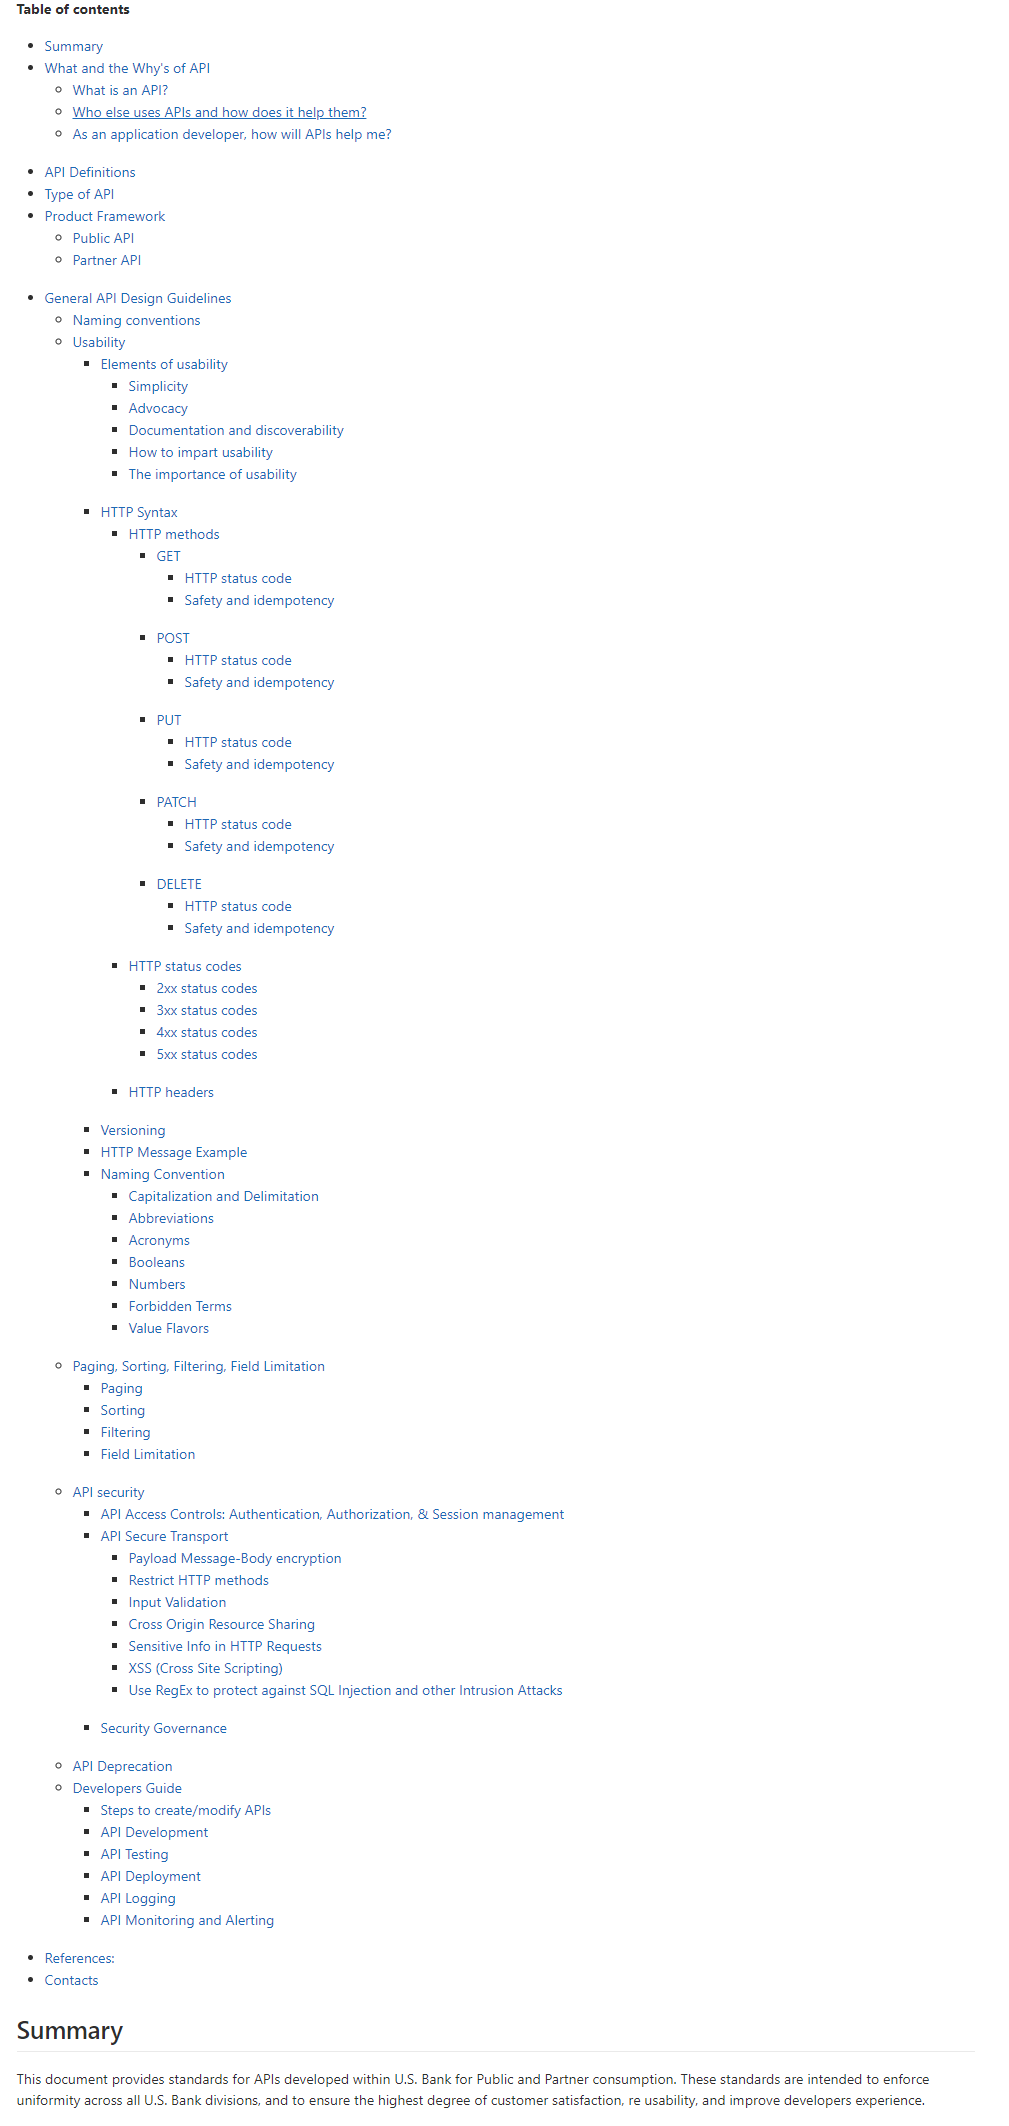 Table of contents
Summary
What and the Why's of API
What is an API?
Who else uses APIs and how does it help them?
As an application developer, how will APIs help me?
API Definitions
Type of API
Product Framework
Public API
Partner API
General API Design Guidelines
Naming conventions
Usability
Elements of usability
Simplicity
Advocacy
Documentation and discoverability
How to impart usability
The importance of usability
HTTP Syntax
HTTP methods
GET
HTTP status code
Safety and idempotency
POST
HTTP status code
Safety and idempotency
PUT
HTTP status code
Safety and idempotency
PATCH
HTTP status code
Safety and idempotency
DELETE
HTTP status code
Safety and idempotency
HTTP status codes
2xx status codes
3xx status codes
4xx status codes
5xx status codes
HTTP headers
Versioning
HTTP Message Example
Naming Convention
Capitalization and Delimitation
Abbreviations
Acronyms
Booleans
Numbers
Forbidden Terms
Value Flavors
Paging, Sorting, Filtering, Field Limitation
Paging
Sorting
Filtering
Field Limitation
API security
API Access Controls: Authentication, Authorization, & Session management
API Secure Transport
Payload Message-Body encryption
Restrict HTTP methods
Input Validation
Cross Origin Resource Sharing
Sensitive Info in HTTP Requests
XSS (Cross Site Scripting)
Use RegEx to protect against SQL Injection and other Intrusion Attacks
Security Governance
API Deprecation
Developers Guide
Steps to create/modify APIs
API Development
API Testing
API Deployment
API Logging
API Monitoring and Alerting
References:
Contacts
Summary
This document provides standards for APIs developed within U.S. Bank for Public and Partner consumption. These standards are intended to enforce
uniformity across all U.S. Bank divisions, and to ensure the highest degree of customer satisfaction, re usability, and improve developers experience.